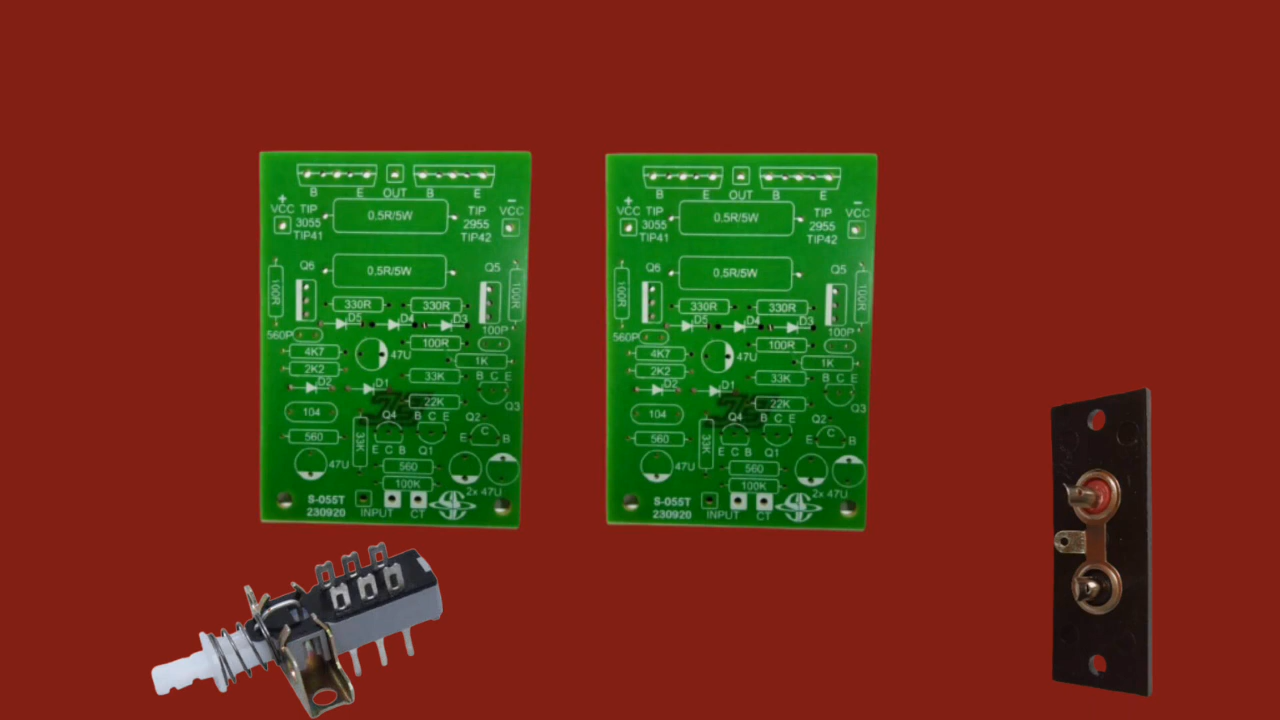 B E OUT B E
+ VCC TIP 3055 TIP41
0,5R/5W
TIP 2955 TIP42
− VCC
0,5R/5W
Q6
Q5
100R
100R
330R
330R
D5
D4
D3
560P
100P
100R
4K7
47U
1K
2K2
33K
B C E
D2
D1
22K
Q3
104
Q4
B C E
Q2
560
33K
E C B
Q1
E C B
47U
560
100K
2x 47U
S-055T
230920
INPUT
CT
B E OUT B E
+ VCC TIP 3055 TIP41
0,5R/5W
TIP 2955 TIP42
− VCC
0,5R/5W
Q6
Q5
100R
100R
330R
330R
D5
D4
D3
560P
100P
100R
4K7
47U
1K
2K2
33K
B C E
D2
D1
22K
Q3
104
Q4
B C E
Q2
560
33K
E C B
Q1
E C B
47U
560
100K
2x 47U
S-055T
230920
INPUT
CT